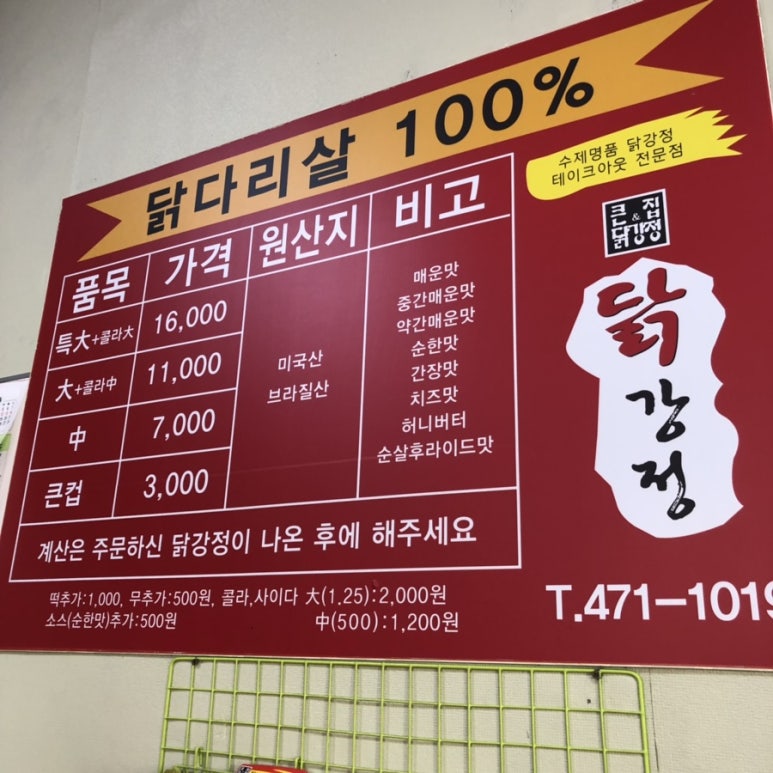 닭다리살 100%
수제명품 닭강정
테이크아웃 전문점
큰 & 집
닭강정
닭강정
품목 가격 원산지 비고
특大+콜라大 16,000
大+콜라中 11,000
中 7,000
큰컵 3,000
미국산
브라질산
매운맛
중간매운맛
약간매운맛
순한맛
간장맛
치즈맛
허니버터
순살후라이드맛
계산은 주문하신 닭강정이 나온 후에 해주세요
떡추가:1,000, 무추가:500원, 콜라,사이다 大(1.25):2,000원
소스(순한맛)추가:500원 中(500):1,200원
T.471-1019